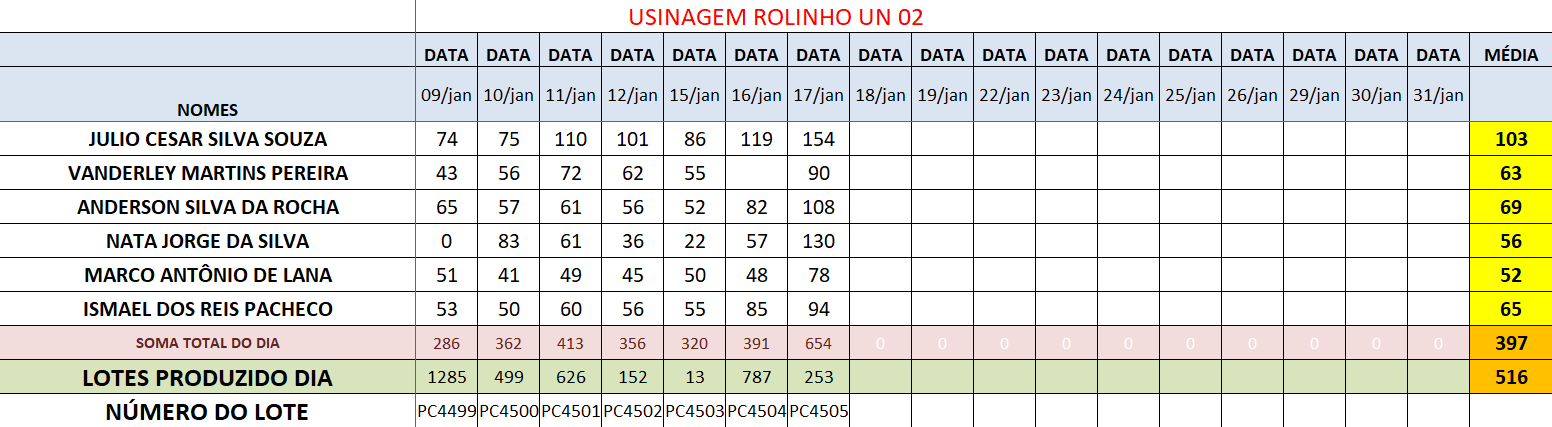 USINAGEM ROLINHO UN 02
DATA DATA DATA DATA DATA DATA DATA DATA DATA DATA DATA DATA DATA DATA DATA DATA DATA MÉDIA
NOMES 09/jan 10/jan 11/jan 12/jan 15/jan 16/jan 17/jan 18/jan 19/jan 22/jan 23/jan 24/jan 25/jan 26/jan 29/jan 30/jan 31/jan
JULIO CESAR SILVA SOUZA 74 75 110 101 86 119 154 103
VANDERLEY MARTINS PEREIRA 43 56 72 62 55 90 63
ANDERSON SILVA DA ROCHA 65 57 61 56 52 82 108 69
NATA JORGE DA SILVA 0 83 61 36 22 57 130 56
MARCO ANTÔNIO DE LANA 51 41 49 45 50 48 78 52
ISMAEL DOS REIS PACHECO 53 50 60 56 55 85 94 65
SOMA TOTAL DO DIA 286 362 413 356 320 391 654 0 0 0 0 0 0 0 0 0 0 397
LOTES PRODUZIDO DIA 1285 499 626 152 13 787 253 516
NÚMERO DO LOTE PC4499 PC4500 PC4501 PC4502 PC4503 PC4504 PC4505